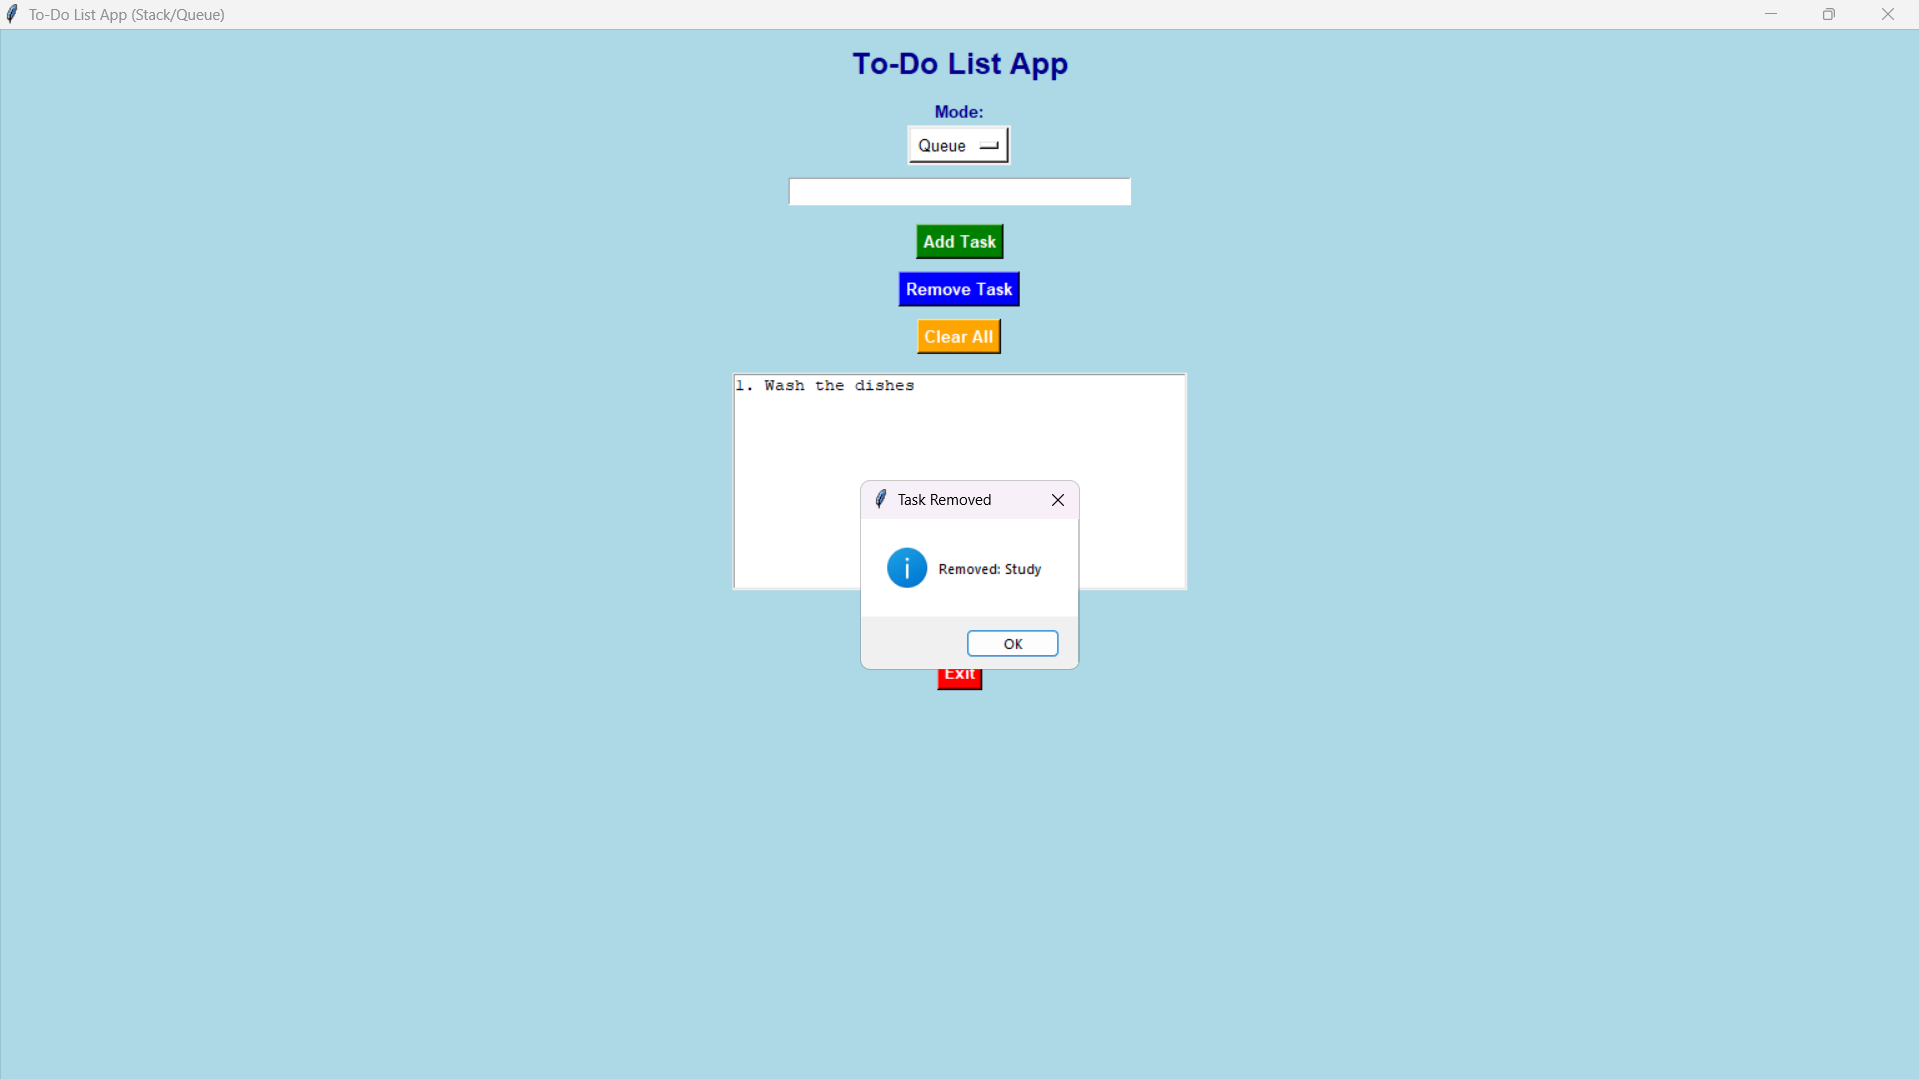 To-Do List App (Stack/Queue)
To-Do List App
Mode:
Queue
Add Task
Remove Task
Clear All
1. Wash the dishes
Task Removed
Removed: Study
OK
Exit